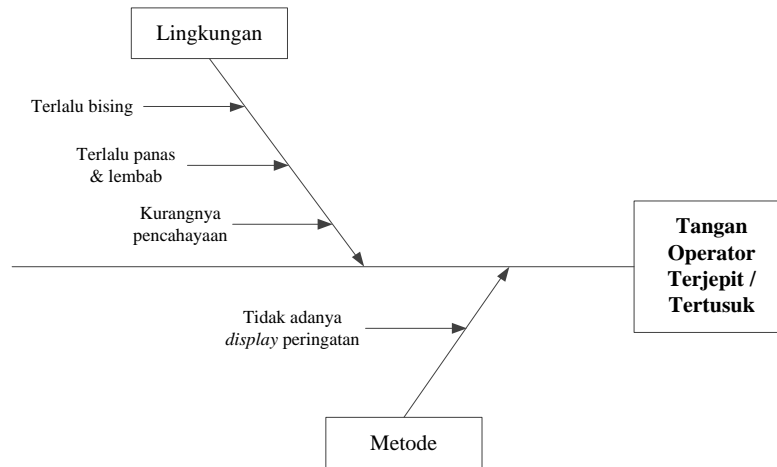 Lingkungan
Terlalu bising
Terlalu panas
& lembab
Kurangnya
pencahayaan
Tangan
Operator
Terjepit /
Tertusuk
Tidak adanya
display peringatan
Metode